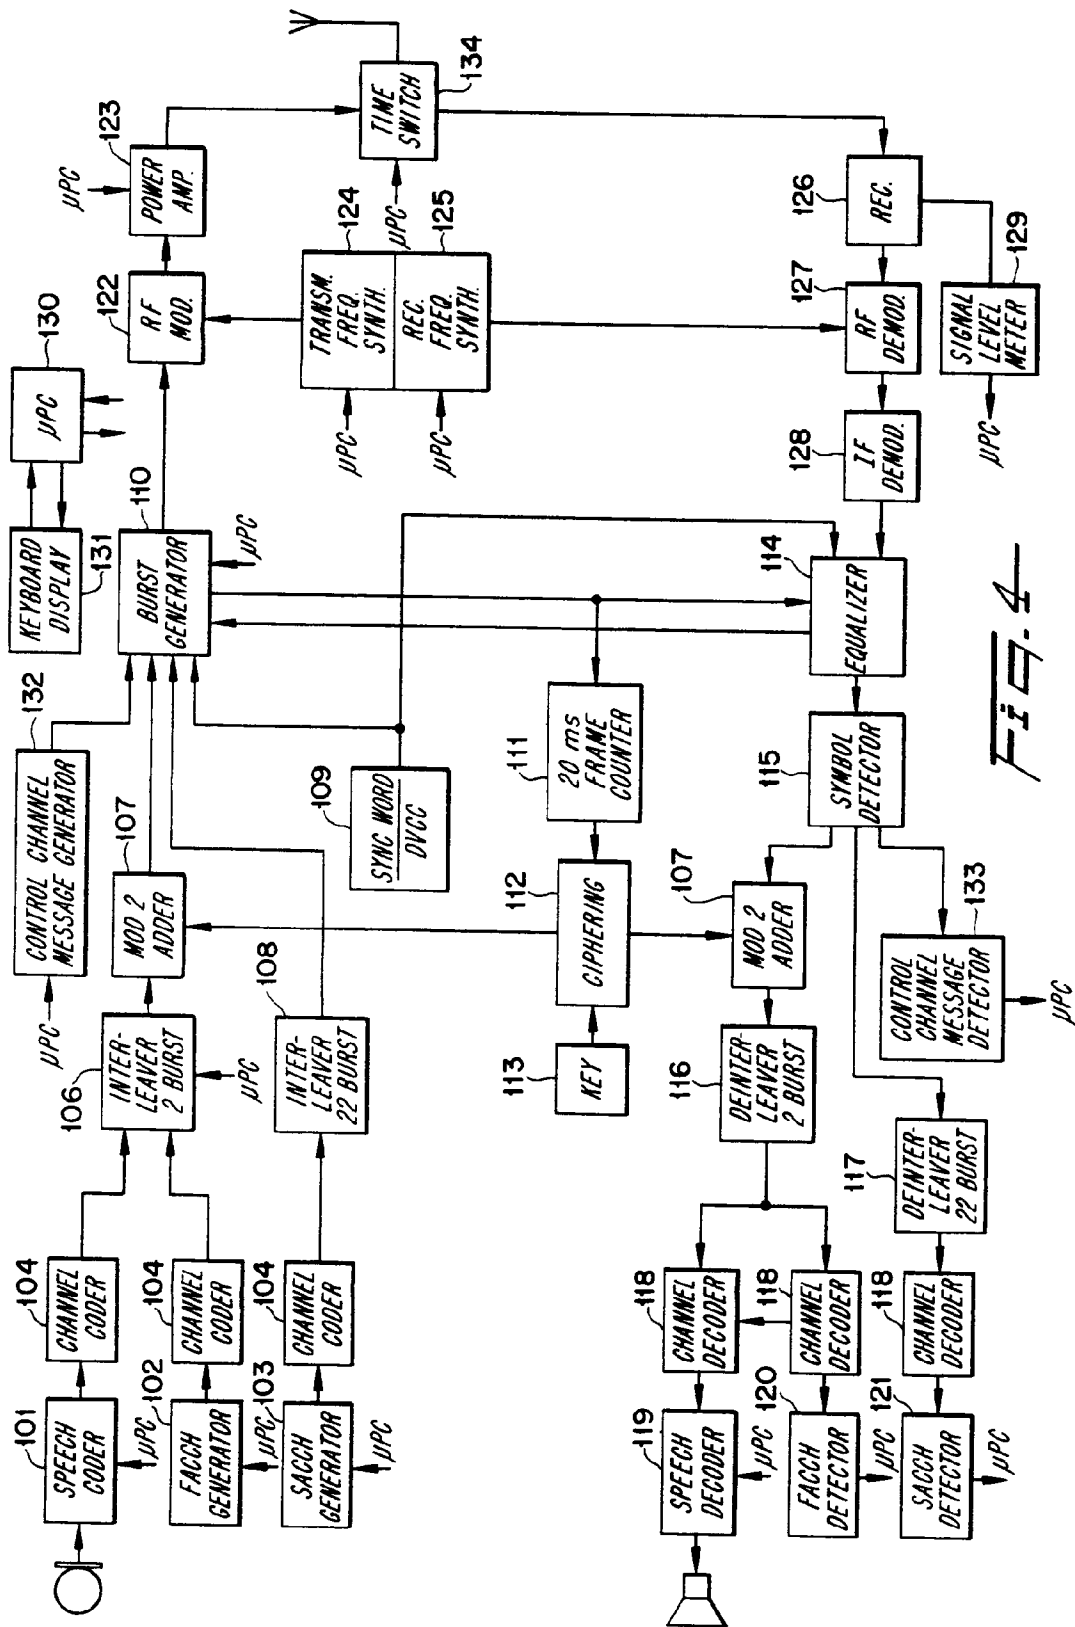 101
SPEECH
CODER
μPC
104
CHANNEL
CODER
102
FACCH
GENERATOR
μPC
104
CHANNEL
CODER
103
SACCH
GENERATOR
μPC
104
CHANNEL
CODER
106
INTER-
LEAVER
2 BURST
μPC
108
INTER-
LEAVER
22 BURST
107
MOD 2
ADDER
μPC
132
CONTROL CHANNEL
MESSAGE GENERATOR
109
SYNC WORD
DVCC
KEYBOARD
DISPLAY
131
130
μPC
110
BURST
GENERATOR
μPC
122
RF
MOD.
μPC
123
POWER
AMP.
124
TRANSM.
FREQ.
SYNTH.
μPC
125
REC.
FREQ
SYNTH.
μPC
TIME
SWITCH
134
μPC
111
20 ms
FRAME
COUNTER
112
CIPHERING
113
KEY
119
SPEECH
DECODER
μPC
118
CHANNEL
DECODER
120
FACCH
DETECTOR
μPC
118
CHANNEL
DECODER
121
SACCH
DETECTOR
μPC
118
CHANNEL
DECODER
116
DEINTER-
LEAVER
2 BURST
117
DEINTER-
LEAVER
22 BURST
107
MOD 2
ADDER
CONTROL
CHANNEL
MESSAGE
DETECTOR
133
μPC
SYMBOL
DETECTOR
115
114
EQUALIZER
128
IF
DEMOD.
127
RF
DEMOD.
126
REC.
SIGNAL
LEVEL
METER
129
μPC
Fig. 4